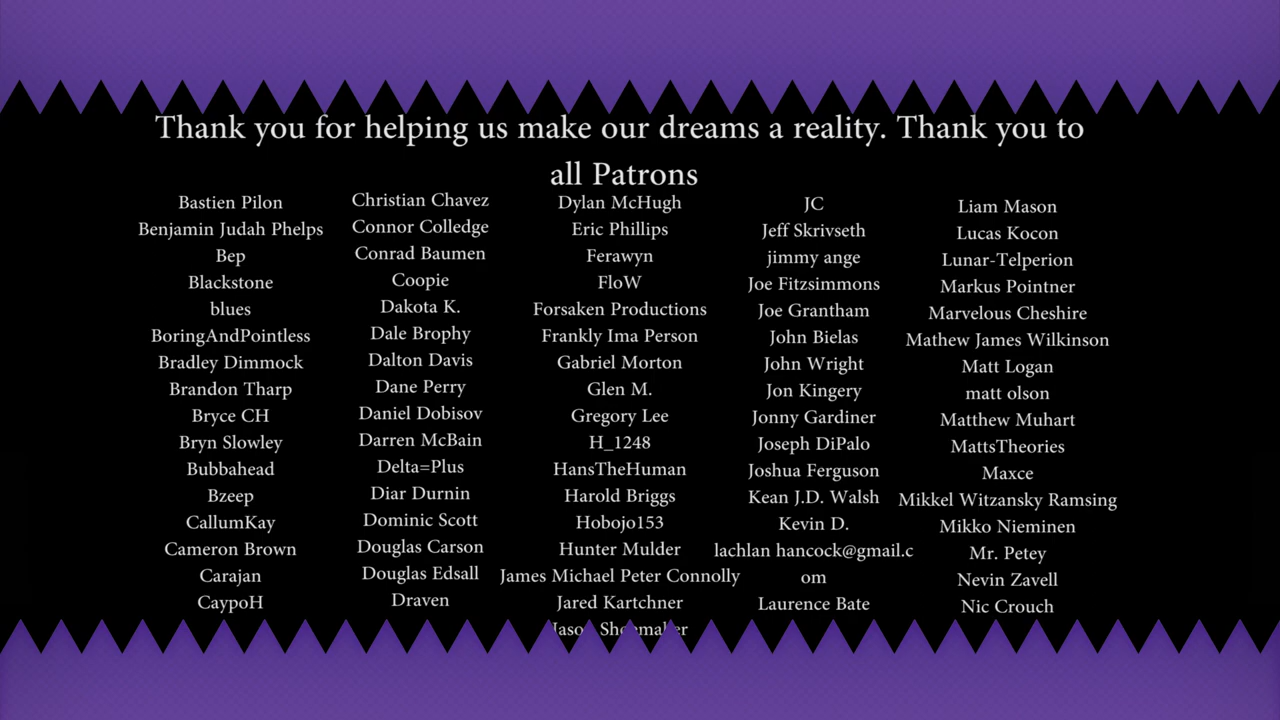 Thank you for helping us make our dreams a reality. Thank you to
all Patrons
Bastien Pilon
Benjamin Judah Phelps
Bep
Blackstone
blues
BoringAndPointless
Bradley Dimmock
Brandon Tharp
Bryce CH
Bryn Slowley
Bubbahead
Bzeep
CallumKay
Cameron Brown
Carajan
CaypoH
Christian Chavez
Connor Colledge
Conrad Baumen
Coopie
Dakota K.
Dale Brophy
Dalton Davis
Dane Perry
Daniel Dobisov
Darren McBain
Delta=Plus
Diar Durnin
Dominic Scott
Douglas Carson
Douglas Edsall
Draven
Dylan McHugh
Eric Phillips
Ferawyn
FloW
Forsaken Productions
Frankly Ima Person
Gabriel Morton
Glen M.
Gregory Lee
H_1248
HansTheHuman
Harold Briggs
Hobojo153
Hunter Mulder
James Michael Peter Connolly
Jared Kartchner
Jason Shoemaker
JC
Jeff Skrivseth
jimmy ange
Joe Fitzsimmons
Joe Grantham
John Bielas
John Wright
Jon Kingery
Jonny Gardiner
Joseph DiPalo
Joshua Ferguson
Kean J.D. Walsh
Kevin D.
lachlan hancock@gmail.c
om
Laurence Bate
Liam Mason
Lucas Kocon
Lunar-Telperion
Markus Pointner
Marvelous Cheshire
Mathew James Wilkinson
Matt Logan
matt olson
Matthew Muhart
MattsTheories
Maxce
Mikkel Witzansky Ramsing
Mikko Nieminen
Mr. Petey
Nevin Zavell
Nic Crouch